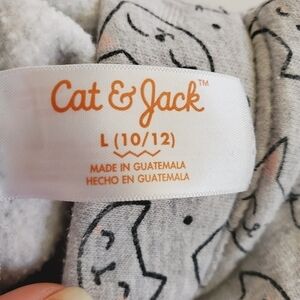 Cat & Jack™
L (10/12)
MADE IN GUATEMALA
HECHO EN GUATEMALA